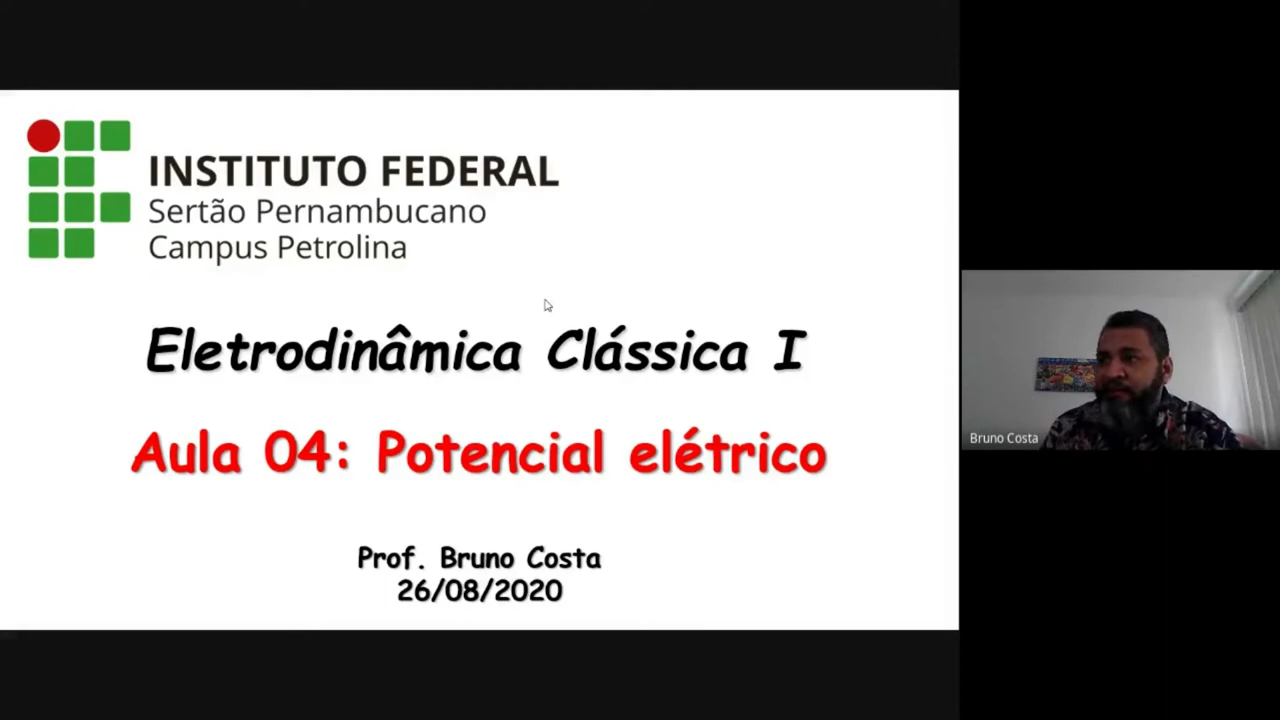 INSTITUTO FEDERAL
Sertão Pernambucano
Campus Petrolina
Eletrodinâmica Clássica I
Aula 04: Potencial elétrico
Prof. Bruno Costa
26/08/2020
Bruno Costa